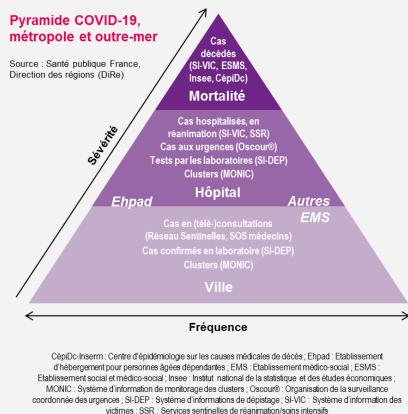 Pyramide COVID-19,
métropole et outre-mer
Source : Santé publique France,
Direction des régions (DiRe)
Sévérité
Cas
décédés
(SI-VIC, ESMS,
Insee, CépiDc)
Mortalité
Cas hospitalisés, en
réanimation (SI-VIC, SSR)
Cas aux urgences (Oscour®)
Tests par les laboratoires (SI-DEP)
Clusters (MONIC)
Hôpital
Ehpad
Autres
EMS
Cas en (télé-)consultations
(Réseau Sentinelles, SOS médecins)
Cas confirmés en laboratoire (SI-DEP)
Clusters (MONIC)
Ville
Fréquence
CépiDc-Inserm : Centre d'épidémiologie sur les causes médicales de décès ; Ehpad : Etablissement
d'hébergement pour personnes âgées dépendantes ; EMS : Etablissement médico-social ; ESMS :
Etablissement social et médico-social ; Insee : Institut national de la statistique et des études économiques ;
MONIC : Système d'information de monitorage des clusters ; Oscour® : Organisation de la surveillance
coordonnée des urgences ; SI-DEP : Système d'informations de dépistage ; SI-VIC : Système d'information des
victimes ; SSR : Services sentinelles de réanimation/soins intensifs